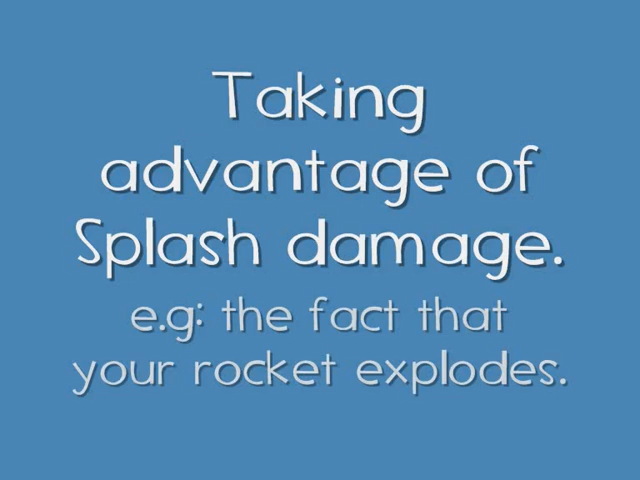 Taking
advantage of
Splash damage.
e.g: the fact that
your rocket explodes.